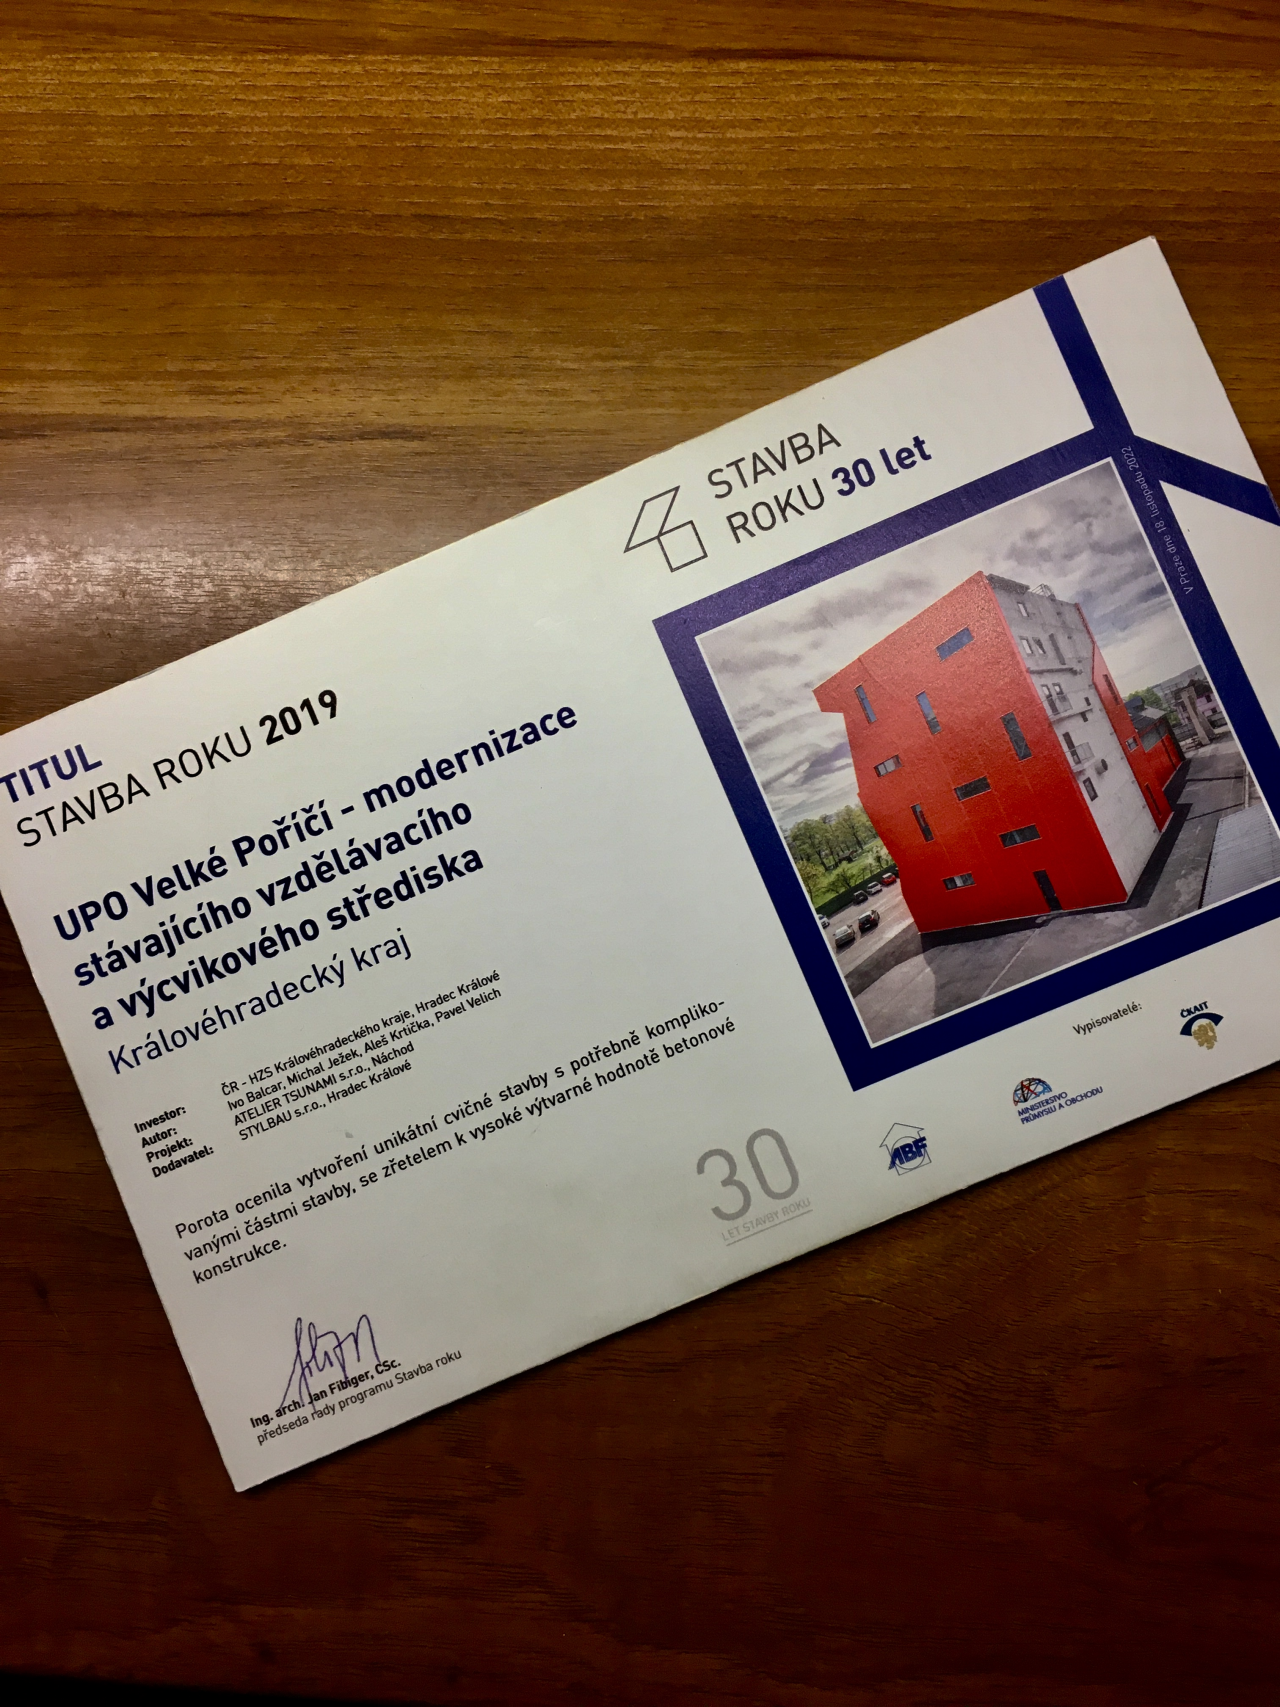 STAVBA
ROKU 30 let
V Praze dne 18. listopadu 2022
TITUL
STAVBA ROKU 2019
UPO Velké Poříčí - modernizace
stávajícího vzdělávacího
a výcvikového střediska
Královéhradecký kraj
Investor: ČR - HZS Královéhradeckého kraje, Hradec Králové
Autor: Ivo Balcar, Michal Ježek, Aleš Krtička, Pavel Velich
Projekt: ATELIER TSUNAMI s.r.o., Náchod
Dodavatel: STYLBAU s.r.o., Hradec Králové
Porota ocenila vytvoření unikátní cvičné stavby s potřebně kompliko-
vanými částmi stavby, se zřetelem k vysoké výtvarné hodnotě betonové
konstrukce.
Ing. arch. Jan Fibiger, CSc.
předseda rady programu Stavba roku
30
LET STAVBY ROKU
Vypisovatelé:
ABF
MINISTERSTVO
PRŮMYSLU A OBCHODU
ČKAIT